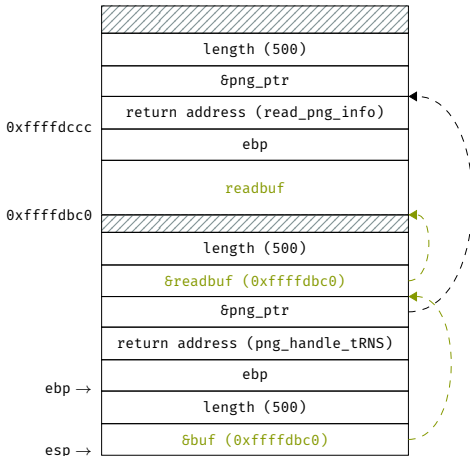 length (500)
&png_ptr
return address (read_png_info)
0xffffdccc
ebp
readbuf
0xffffdbc0
length (500)
&readbuf (0xffffdbc0)
&png_ptr
return address (png_handle_tRNS)
ebp
ebp →
length (500)
&buf (0xffffdbc0)
esp →